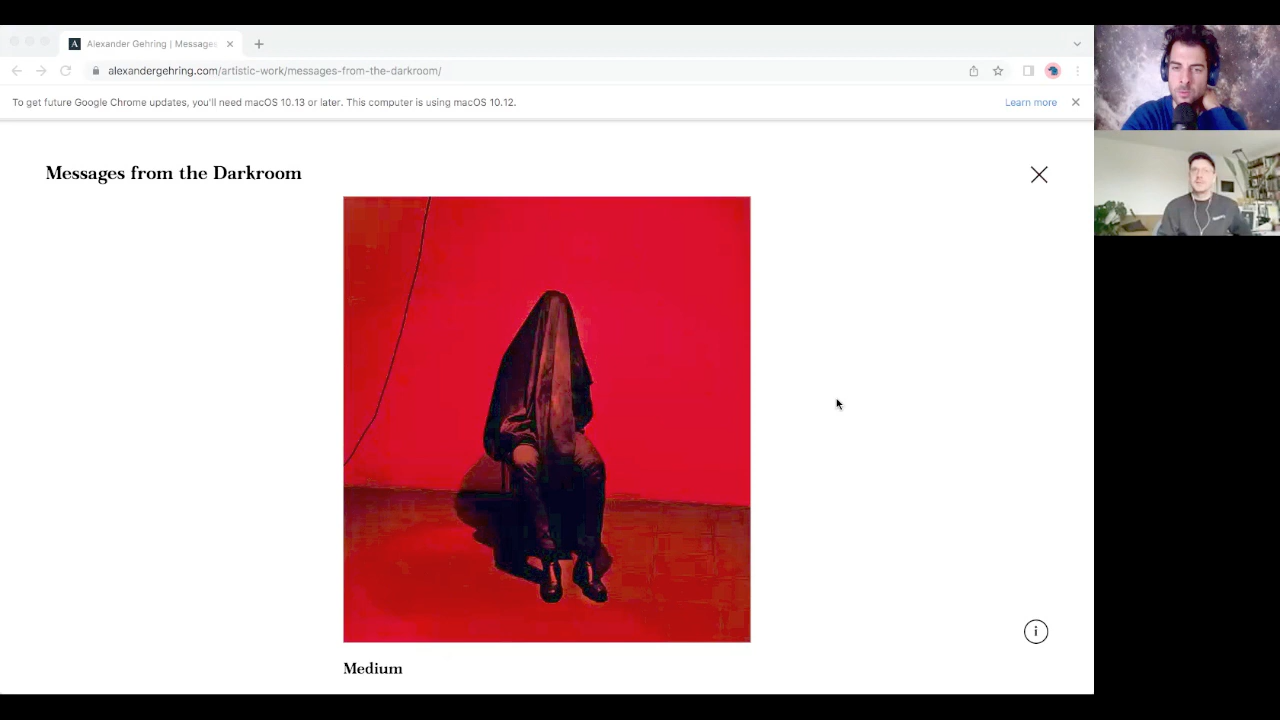 Alexander Gehring | Messages
alexandergehring.com/artistic-work/messages-from-the-darkroom/
To get future Google Chrome updates, you'll need macOS 10.13 or later. This computer is using macOS 10.12.
Learn more
Messages from the Darkroom
i
Medium